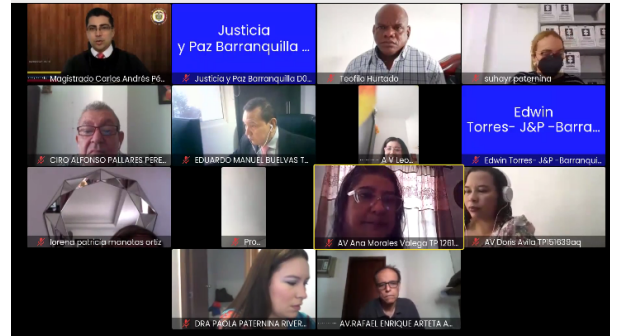 Justicia
y Paz Barranquilla ...
Magistrado Carlos Andrés Pé...
Justicia y Paz Barranquilla D0...
Teofilo Hurtado
suhayr paternina
Edwin
Torres- J&P -Barra...
CIRO ALFONSO PALLARES PERE...
EDUARDO MANUEL BUELVAS T...
AV Leo...
Edwin Torres- J&P -Barranqui...
lorena patricia manotas ortiz
Pro...
AV Ana Morales Valega TP 1261...
AV Doris Avila TP151639aq
DRA PAOLA PATERNINA RIVER...
AV.RAFAEL ENRIQUE ARTETA A...